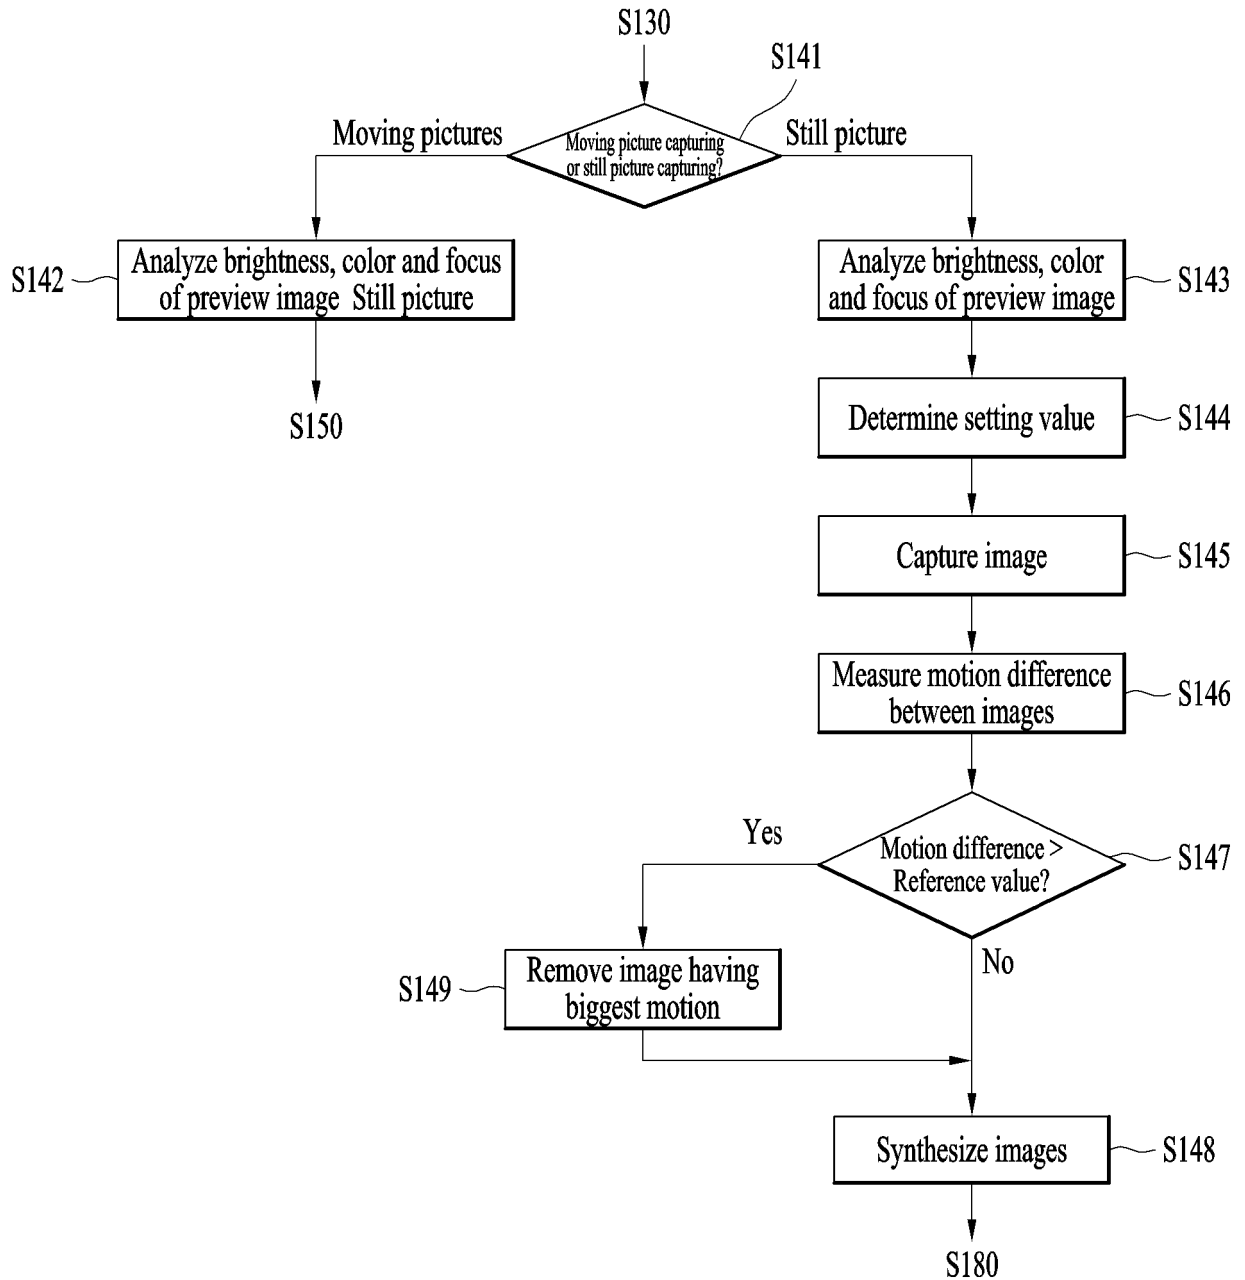 S130
S141
Moving pictures
Moving picture capturing
or still picture capturing?
Still picture
S142
Analyze brightness, color and focus
of preview image Still picture
S150
Analyze brightness, color
and focus of preview image
S143
Determine setting value
S144
Capture image
S145
Measure motion difference
between images
S146
Yes
Motion difference >
Reference value?
S147
No
S149
Remove image having
biggest motion
Synthesize images
S148
S180